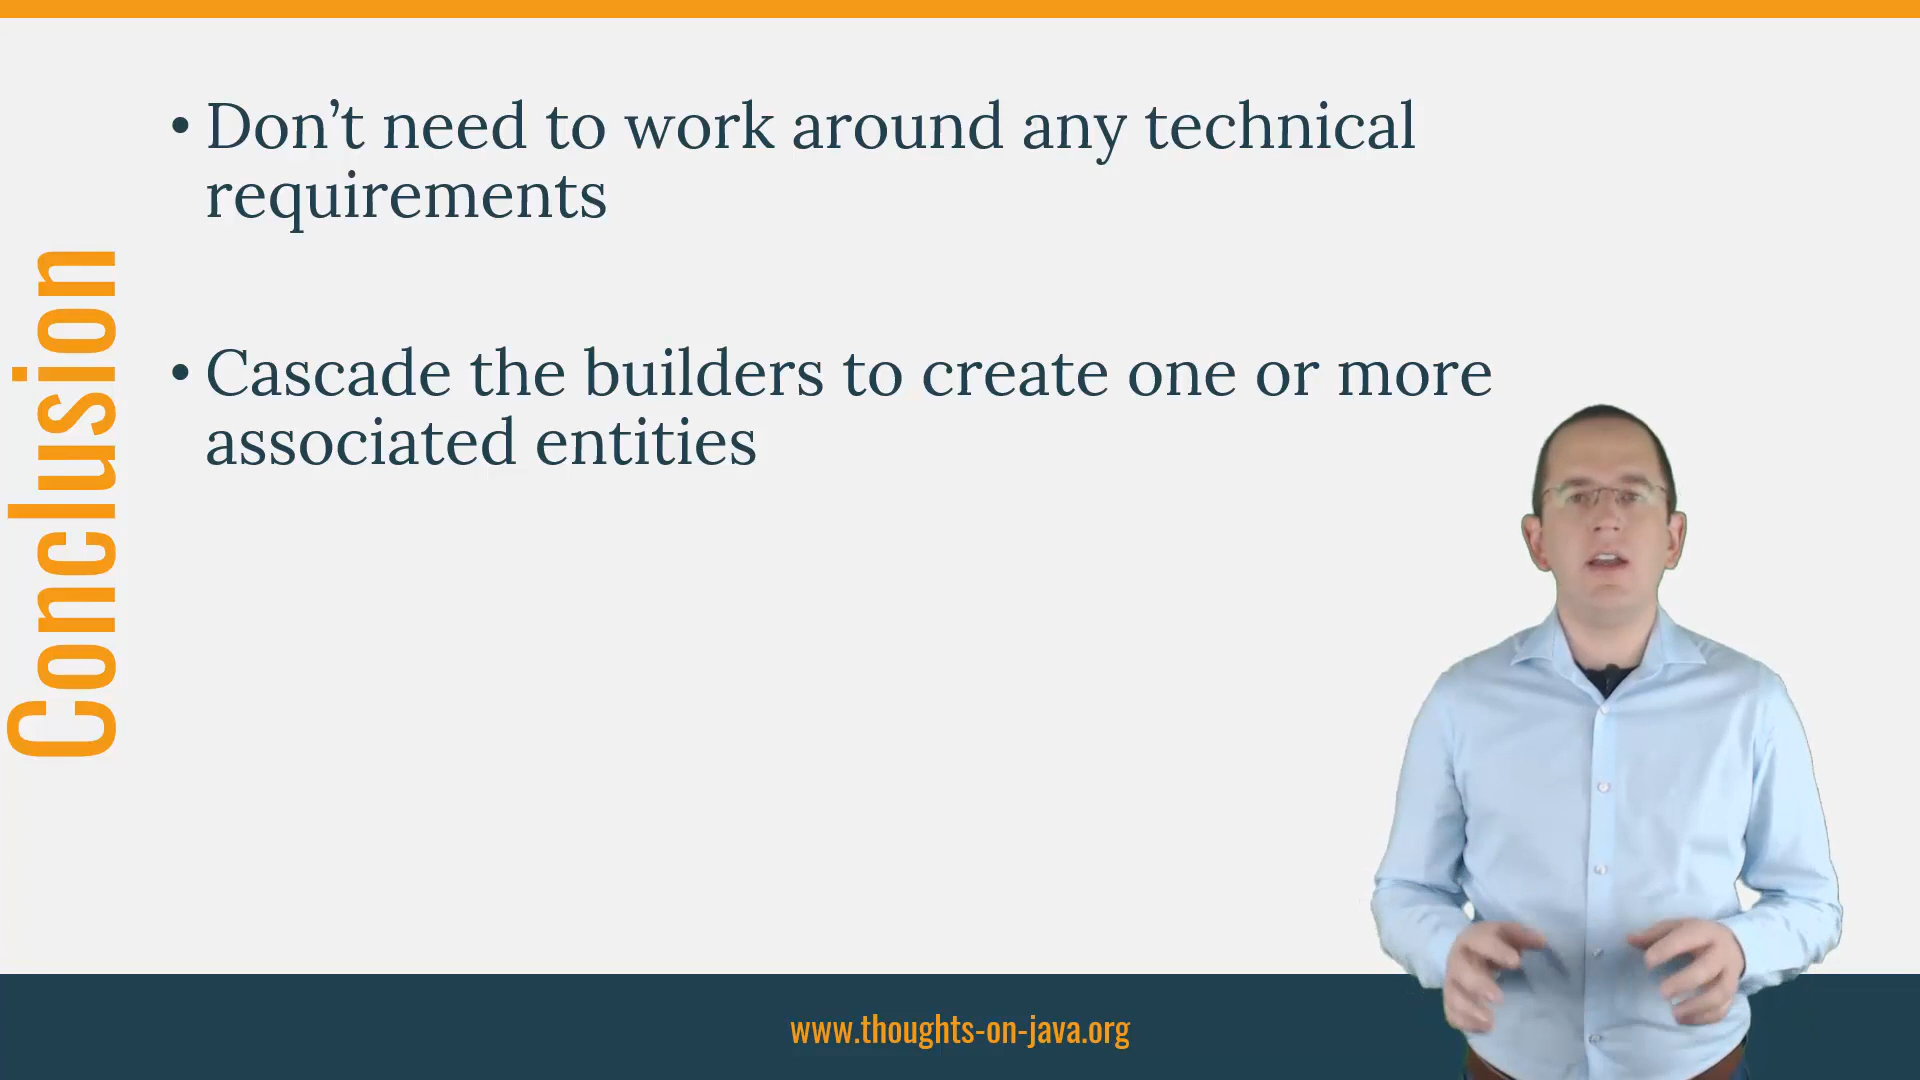 Conclusion
• Don’t need to work around any technical
requirements
• Cascade the builders to create one or more
associated entities
www.thoughts-on-java.org